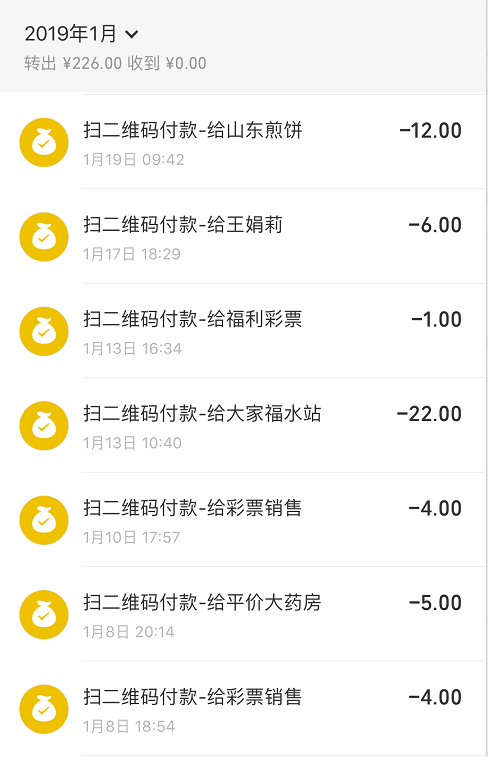 2019年1月
转出 ¥226.00 收到 ¥0.00
扫二维码付款-给山东煎饼 -12.00
1月19日 09:42
扫二维码付款-给王娟莉 -6.00
1月17日 18:29
扫二维码付款-给福利彩票 -1.00
1月13日 16:34
扫二维码付款-给大家福水站 -22.00
1月13日 10:40
扫二维码付款-给彩票销售 -4.00
1月10日 17:57
扫二维码付款-给平价大药房 -5.00
1月8日 20:14
扫二维码付款-给彩票销售 -4.00
1月8日 18:54